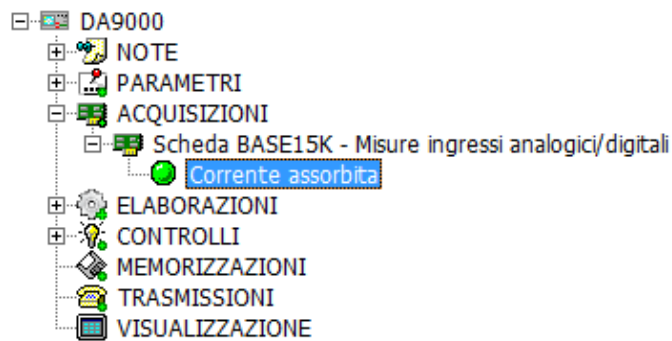 DA9000
NOTE
PARAMETRI
ACQUISIZIONI
Scheda BASE15K - Misure ingressi analogici/digitali
Corrente assorbita
ELABORAZIONI
CONTROLLI
MEMORIZZAZIONI
TRASMISSIONI
VISUALIZZAZIONE